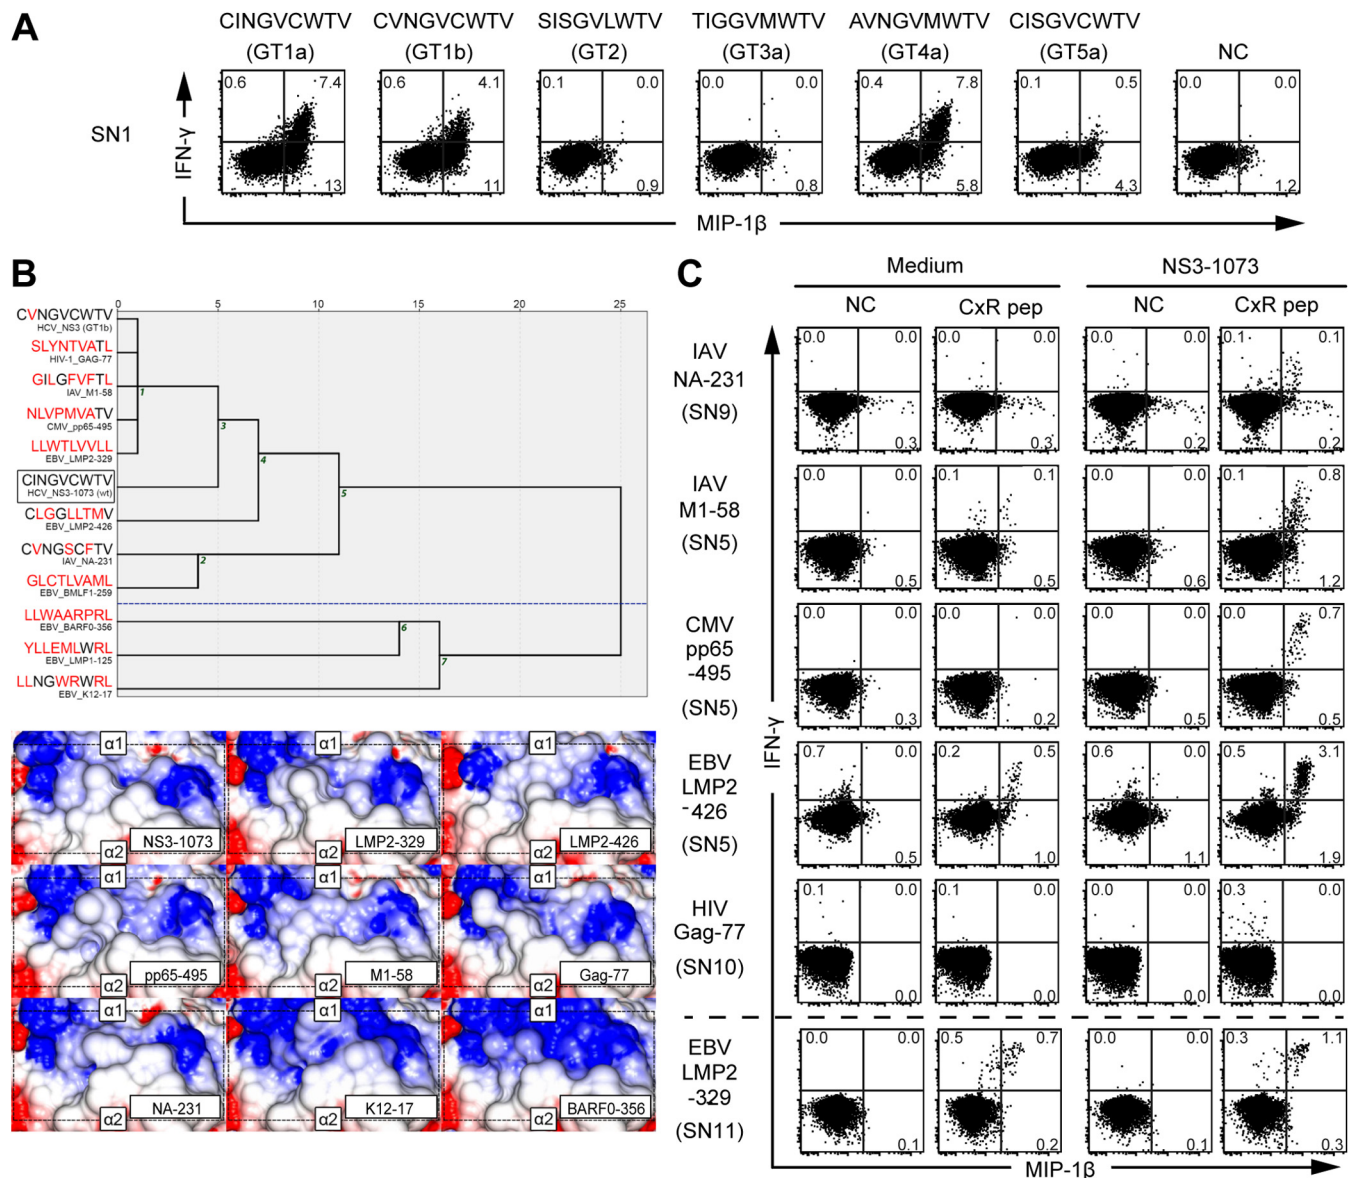 A
CINGVCWTV CVNGVCWTV SISGVLWTV TIGGVMWTV AVNGVMWTV CISGVCWTV
(GT1a) (GT1b) (GT2) (GT3a) (GT4a) (GT5a) NC
0.6 7.4 0.6 4.1 0.1 0.0 0.0 0.0 0.4 7.8 0.1 0.5 0.0 0.0
SN1
IFN-γ
13 11 0.9 0.8 5.8 4.3 1.2
MIP-1β
B
0 5 10 15 20 25
CVNGVCWTV
HCV_NS3 (GT1b)
SLYNTVATL
HIV-1_GAG-77
GILGFVFTL
IAV_M1-58
1
NLVPMVATV
CMV_pp65-495
3
LLWTLVVLL
EBV_LMP2-329
4
CINGVCWTV
HCV_NS3-1073 (wt)
5
CLGGLLTMV
EBV_LMP2-426
CVNGSCFTV
IAV_NA-231
2
GLCTLVAML
EBV_BMLF1-259
LLWAARPRL
EBV_BARF0-356
6
YLLEMLWRL
EBV_LMP1-125
7
LLNGWRWRL
EBV_K12-17
α1 α1 α1
NS3-1073 LMP2-329 LMP2-426
α2 α2 α2
α1 α1 α1
pp65-495 M1-58 Gag-77
α2 α2 α2
α1 α1 α1
NA-231 K12-17 BARF0-356
α2 α2 α2
C
Medium NS3-1073
NC CxR pep NC CxR pep
IAV
NA-231
(SN9)
0.0 0.0 0.0 0.0 0.0 0.0 0.1 0.1
0.3 0.3 0.2 0.2
IAV
M1-58
(SN5)
0.0 0.0 0.1 0.1 0.0 0.0 0.1 0.8
0.5 0.5 0.6 1.2
CMV
pp65
-495
(SN5)
0.0 0.0 0.0 0.0 0.0 0.0 0.0 0.7
0.3 0.2 0.5 0.5
EBV
LMP2
-426
(SN5)
0.7 0.0 0.2 0.5 0.6 0.0 0.5 3.1
0.5 1.0 1.1 1.9
HIV
Gag-77
(SN10)
0.1 0.0 0.1 0.0 0.0 0.0 0.3 0.0
0.0 0.0 0.0 0.0
EBV
LMP2
-329
(SN11)
0.0 0.0 0.5 0.7 0.0 0.0 0.3 1.1
0.1 0.2 0.1 0.3
IFN-γ
MIP-1β